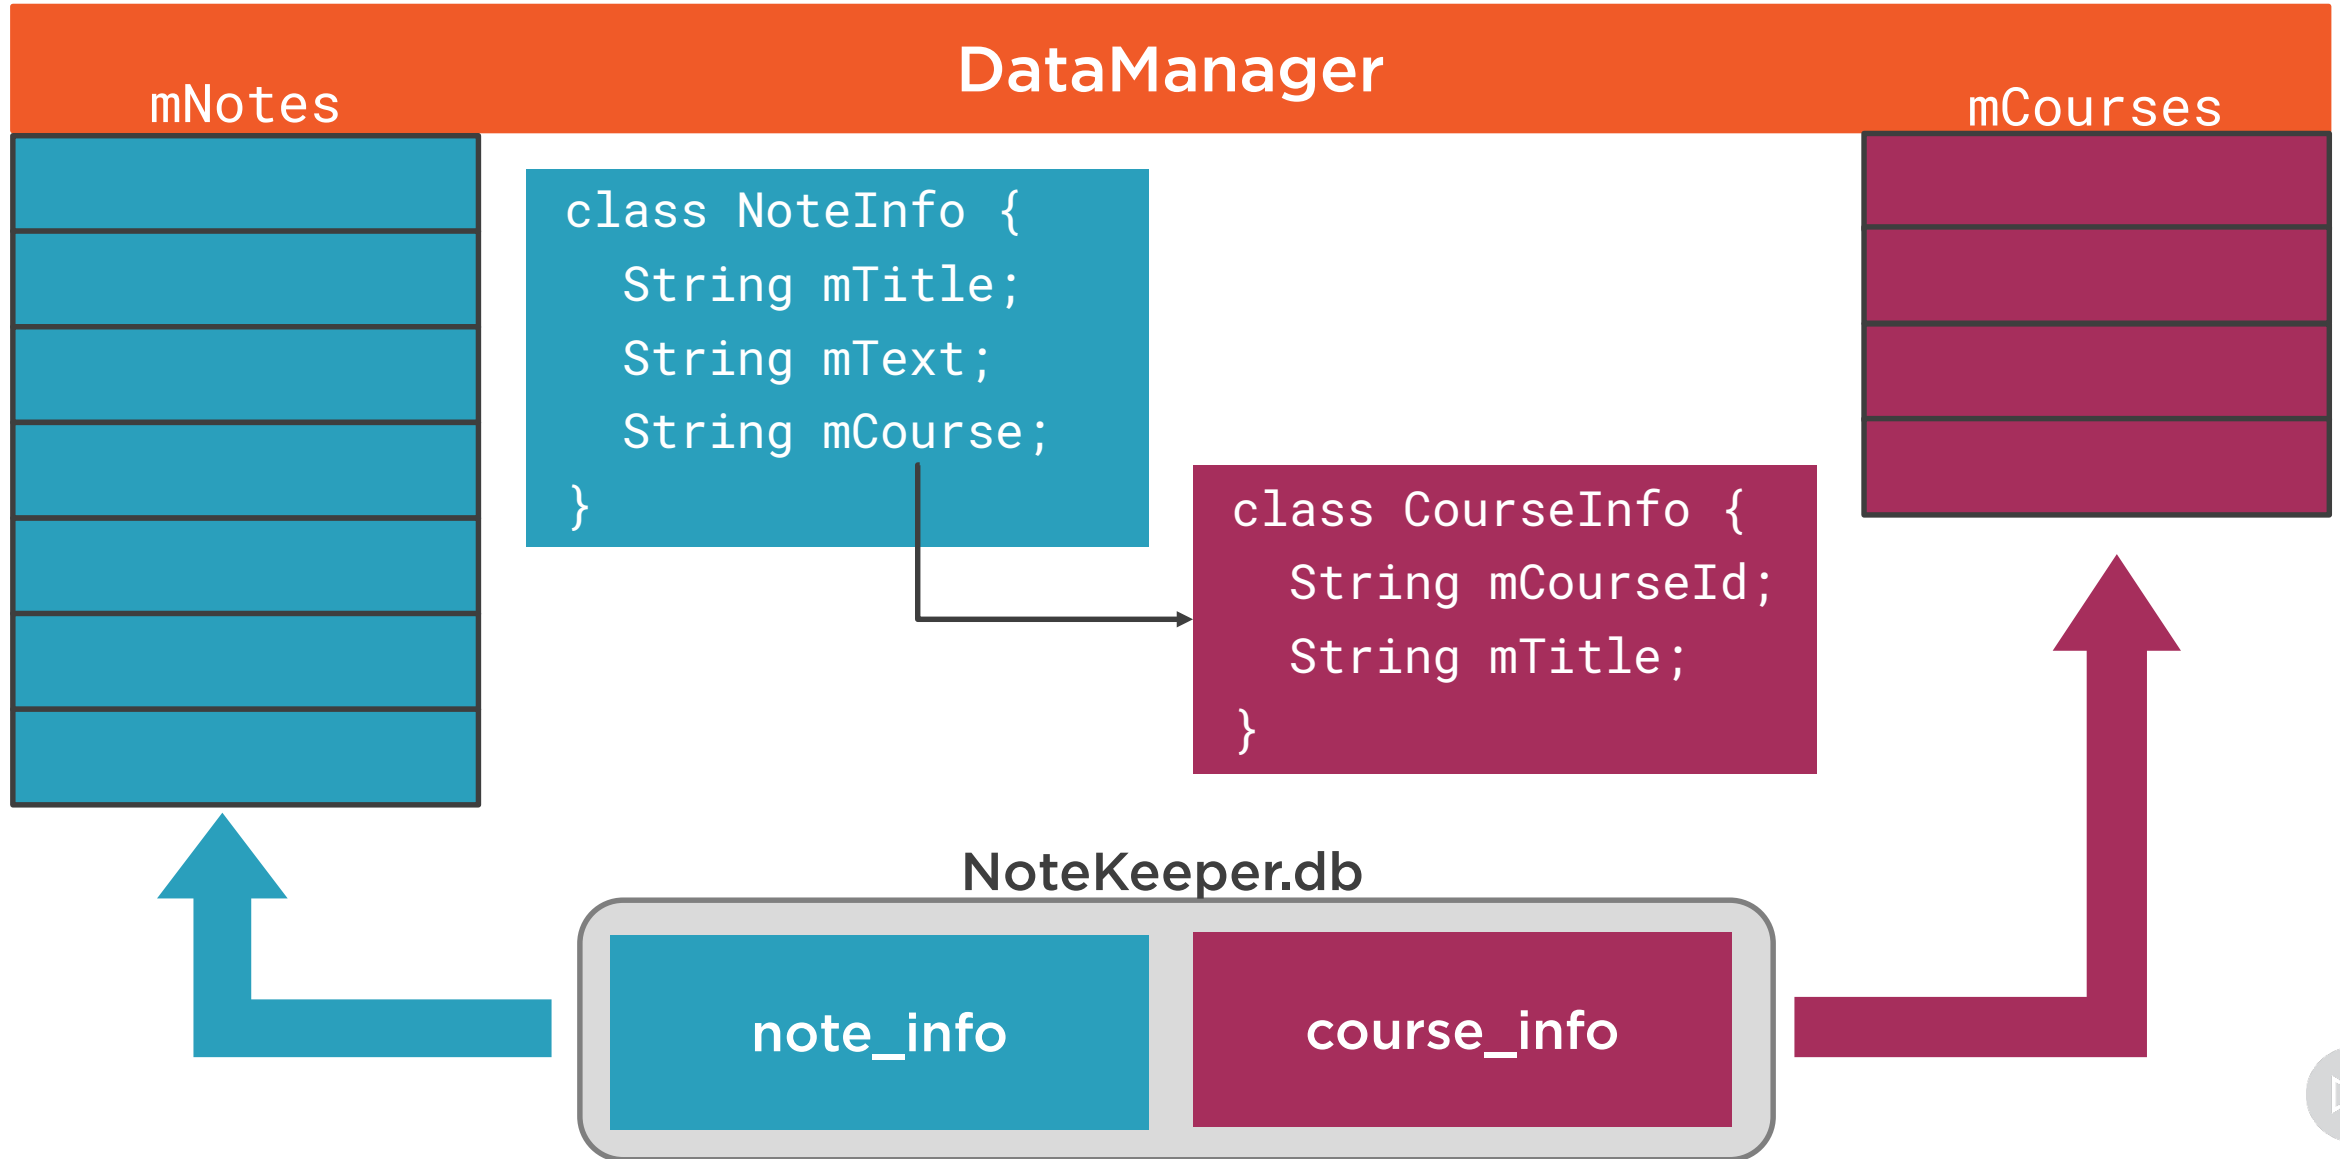 DataManager
mNotes
mCourses
class NoteInfo {
String mTitle;
String mText;
String mCourse;
}
class CourseInfo {
String mCourseId;
String mTitle;
}
NoteKeeper.db
note_info
course_info